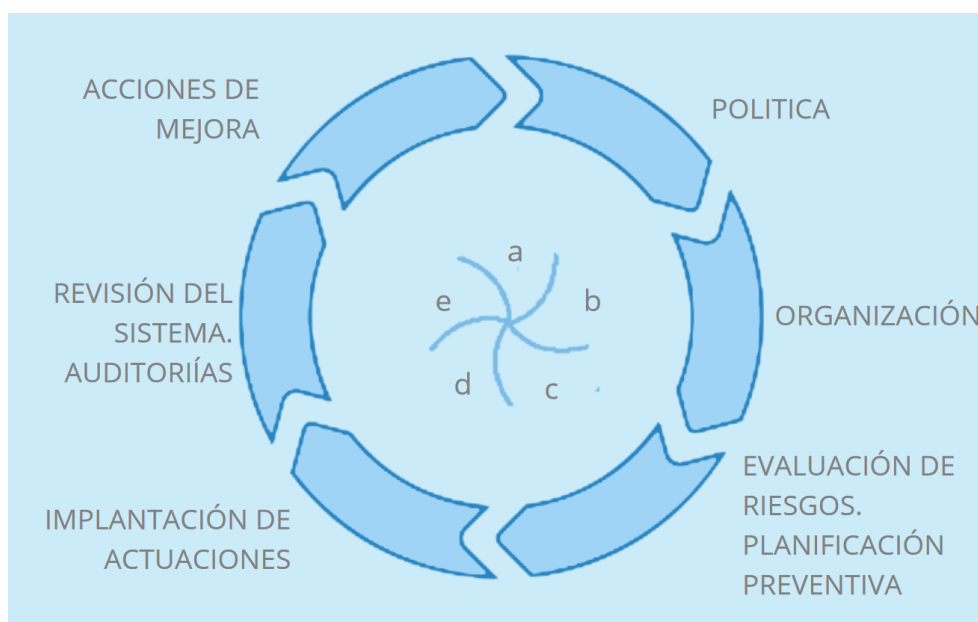 ACCIONES DE
MEJORA
POLITICA
ORGANIZACIÓN
EVALUACIÓN DE
RIESGOS.
PLANIFICACIÓN
PREVENTIVA
IMPLANTACIÓN DE
ACTUACIONES
REVISIÓN DEL
SISTEMA.
AUDITORIÍAS
a
b
c
d
e